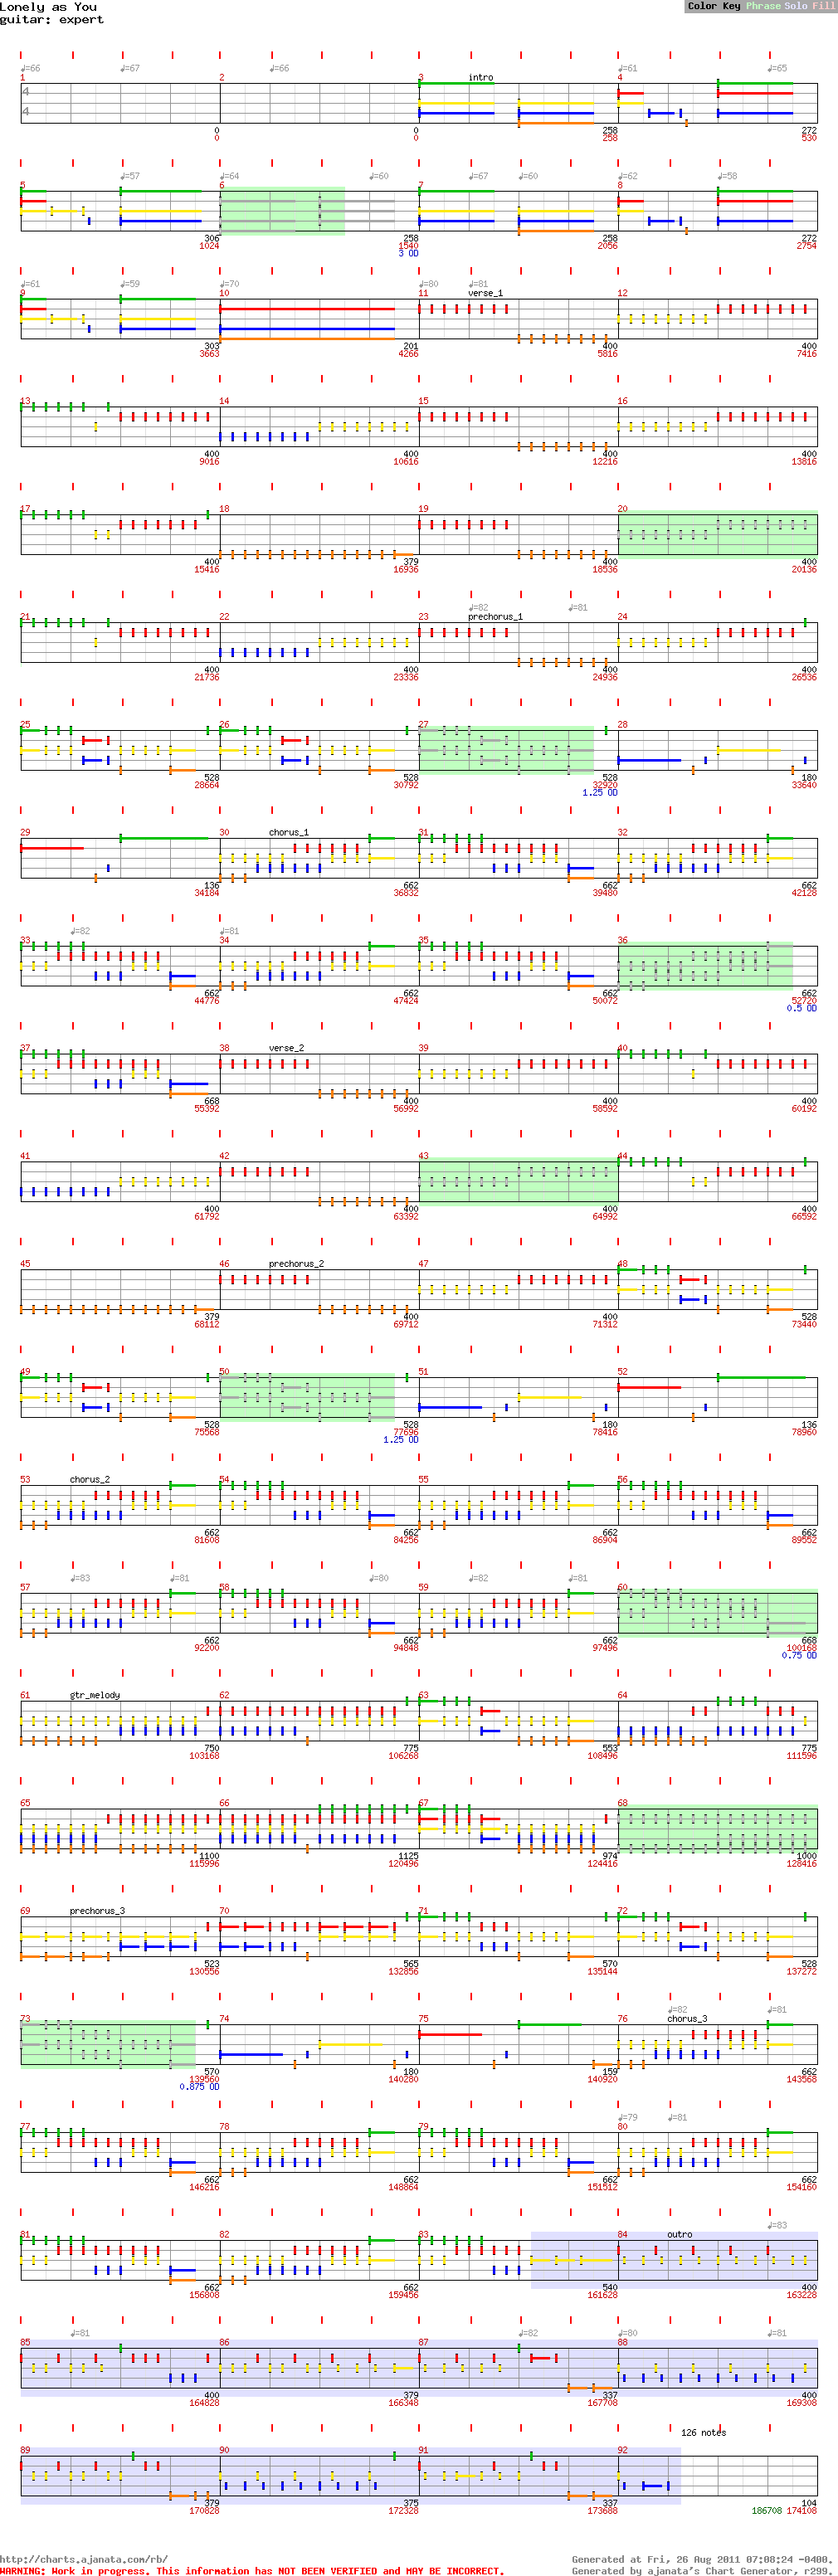 Lonely as You
guitar: expert
Color Key Phrase Solo Fill
♩=66 ♩=67 ♩=66 ♩=61 ♩=65
1 2 3 intro 4
4
4
0 0 258 272
0 0 258 530
♩=57 ♩=64 ♩=60 ♩=67 ♩=60 ♩=62 ♩=58
5 6 7 8
306 258 258 272
1024 1540 2056 2754
3 OD
♩=61 ♩=59 ♩=70 ♩=80 ♩=81
9 10 11 verse_1 12
303 201 400 400
3663 4266 5816 7416
13 14 15 16
400 400 400 400
9016 10616 12216 13816
17 18 19 20
400 379 400 400
15416 16936 18536 20136
♩=82 ♩=81
21 22 23 prechorus_1 24
400 400 400 400
21736 23336 24936 26536
25 26 27 28
528 528 528 180
28664 30792 32920 33640
1.25 OD
29 30 chorus_1 31 32
136 662 662 662
34184 36832 39480 42128
♩=82 ♩=81
33 34 35 36
662 662 662 662
44776 47424 50072 52720
0.5 OD
37 38 verse_2 39 40
668 400 400 400
55392 56992 58592 60192
41 42 43 44
400 400 400 400
61792 63392 64992 66592
45 46 prechorus_2 47 48
379 400 400 528
68112 69712 71312 73440
49 50 51 52
528 528 180 136
75568 77696 78416 78960
1.25 OD
53 chorus_2 54 55 56
662 662 662 662
81608 84256 86904 89552
♩=83 ♩=81 ♩=80 ♩=82 ♩=81
57 58 59 60
662 662 662 668
92200 94848 97496 100168
0.75 OD
61 gtr_melody 62 63 64
750 775 553 775
103168 106268 108496 111596
65 66 67 68
1100 1125 974 1000
115996 120496 124416 128416
69 prechorus_3 70 71 72
523 565 570 528
130556 132856 135144 137272
♩=82 ♩=81
73 74 75 76 chorus_3
570 180 159 662
139560 140280 140920 143568
0.875 OD
♩=79 ♩=81
77 78 79 80
662 662 662 662
146216 148864 151512 154160
♩=83
81 82 83 84 outro
662 662 540 400
156808 159456 161628 163228
♩=81 ♩=82 ♩=80 ♩=81
85 86 87 88
400 379 337 400
164828 166348 167708 169308
126 notes
89 90 91 92
379 375 337 104
170828 172328 173688 186708 174108
http://charts.ajanata.com/rb/ Generated at Fri, 26 Aug 2011 07:08:24 -0400.
WARNING: Work in progress. This information has NOT BEEN VERIFIED and MAY BE INCORRECT. Generated by ajanata's Chart Generator, r299.